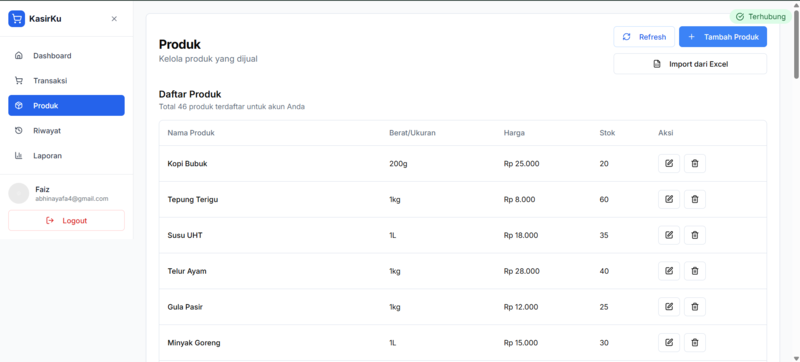 KasirKu
Dashboard
Transaksi
Produk
Riwayat
Laporan
Faiz
abhinayafa4@gmail.com
Logout
Terhubung
Produk
Kelola produk yang dijual
Refresh
Tambah Produk
Import dari Excel
Daftar Produk
Total 46 produk terdaftar untuk akun Anda
Nama Produk Berat/Ukuran Harga Stok Aksi
Kopi Bubuk 200g Rp 25.000 20
Tepung Terigu 1kg Rp 8.000 60
Susu UHT 1L Rp 18.000 35
Telur Ayam 1kg Rp 28.000 40
Gula Pasir 1kg Rp 12.000 25
Minyak Goreng 1L Rp 15.000 30